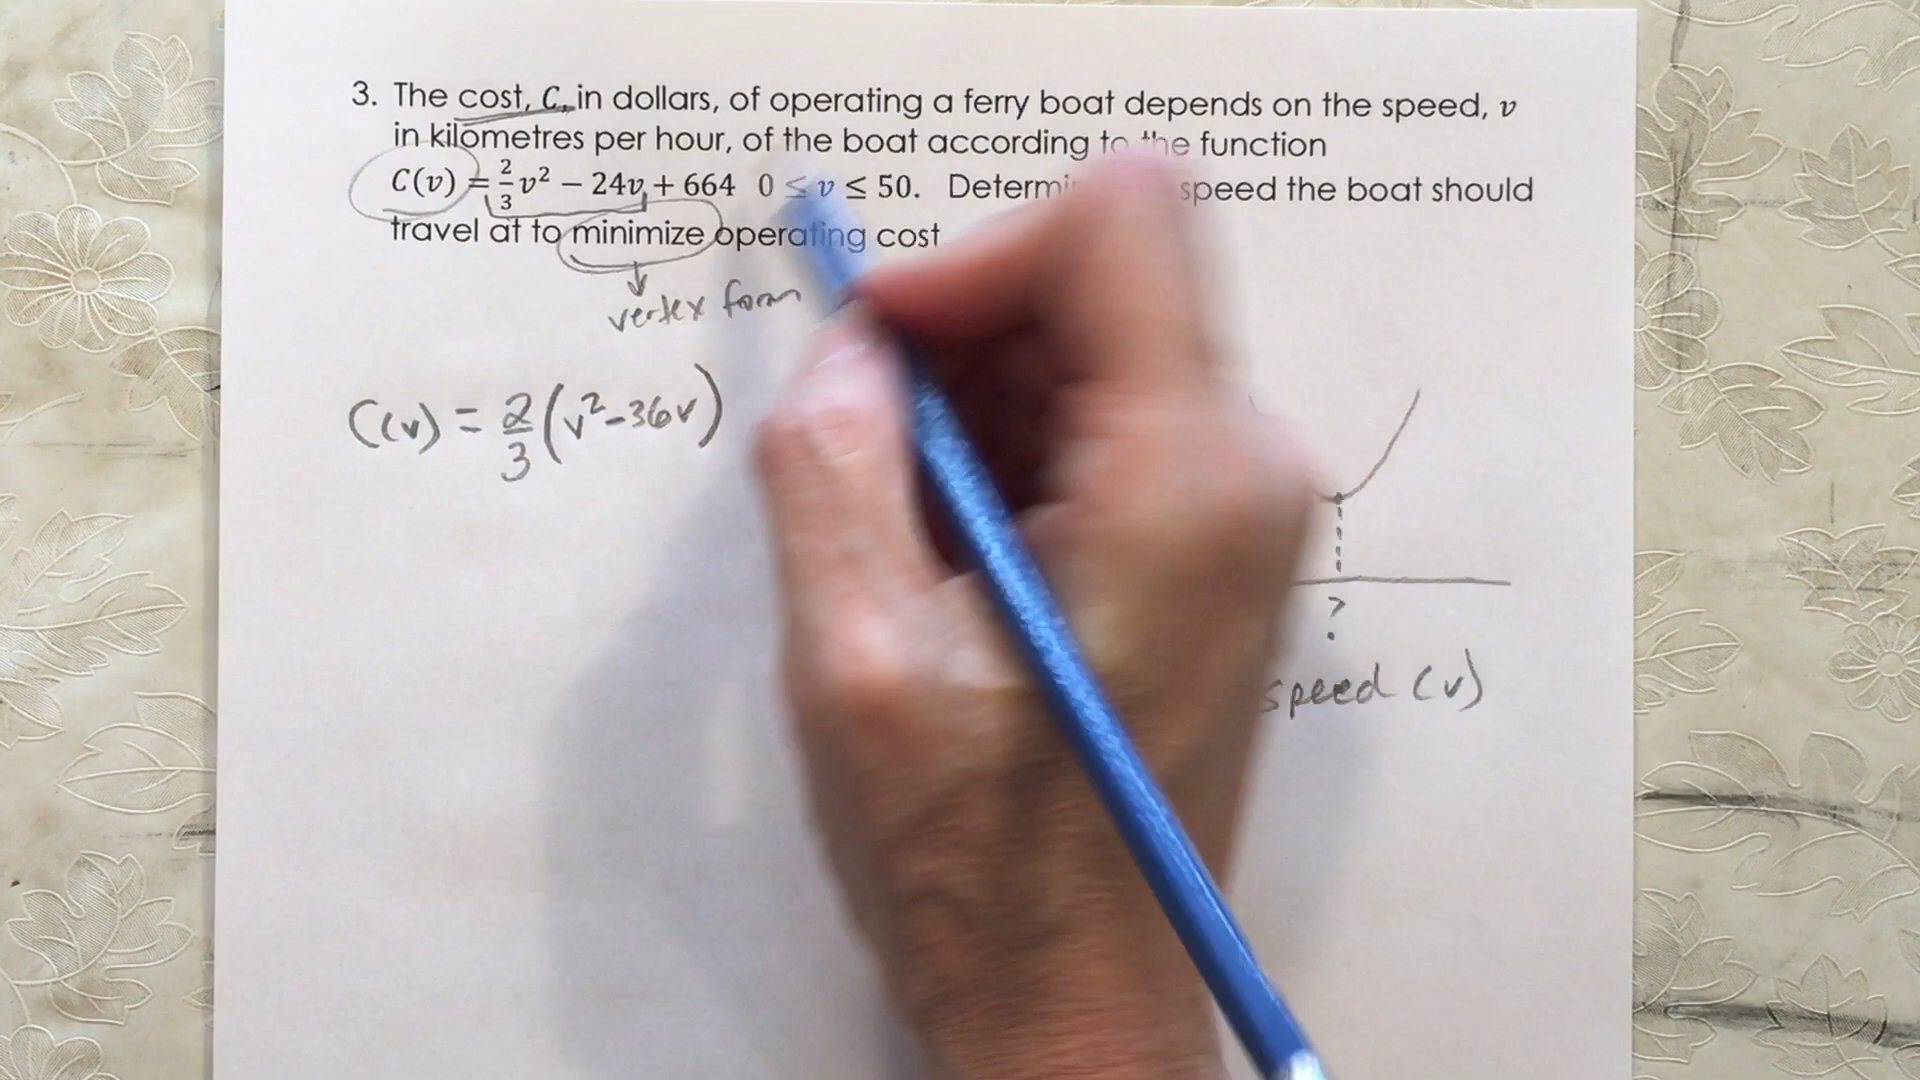 3. The cost, C, in dollars, of operating a ferry boat depends on the speed, v
in kilometres per hour, of the boat according to the function
C(v) = 2/3 v² − 24v + 664 0 ≤ v ≤ 50. Determi speed the boat should
travel at to minimize operating cost
vertex form
C(v) = 2/3 (v² - 36v)
?
speed (v)